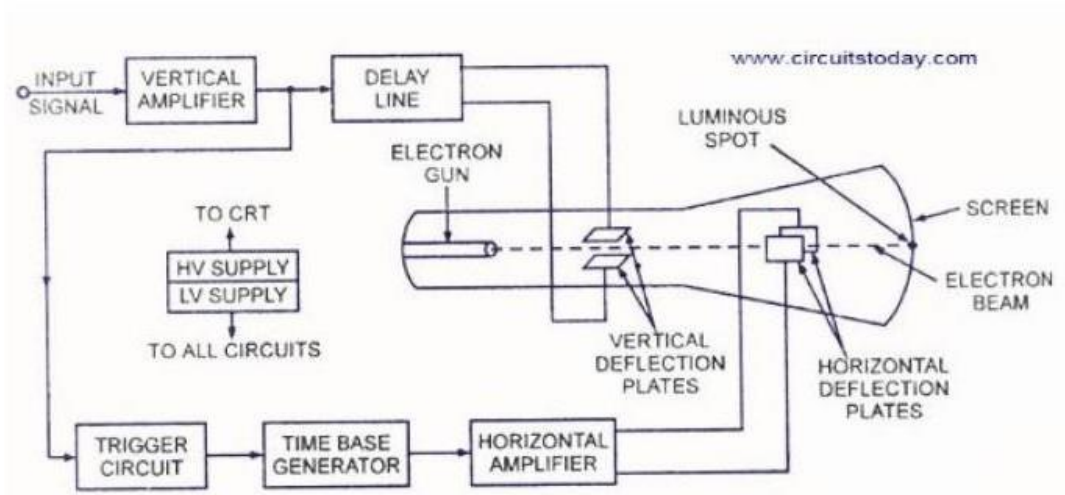 www.circuitstoday.com
INPUT
SIGNAL
VERTICAL
AMPLIFIER
DELAY
LINE
LUMINOUS
SPOT
ELECTRON
GUN
SCREEN
TO CRT
HV SUPPLY
LV SUPPLY
TO ALL CIRCUITS
ELECTRON
BEAM
VERTICAL
DEFLECTION
PLATES
HORIZONTAL
DEFLECTION
PLATES
TRIGGER
CIRCUIT
TIME BASE
GENERATOR
HORIZONTAL
AMPLIFIER